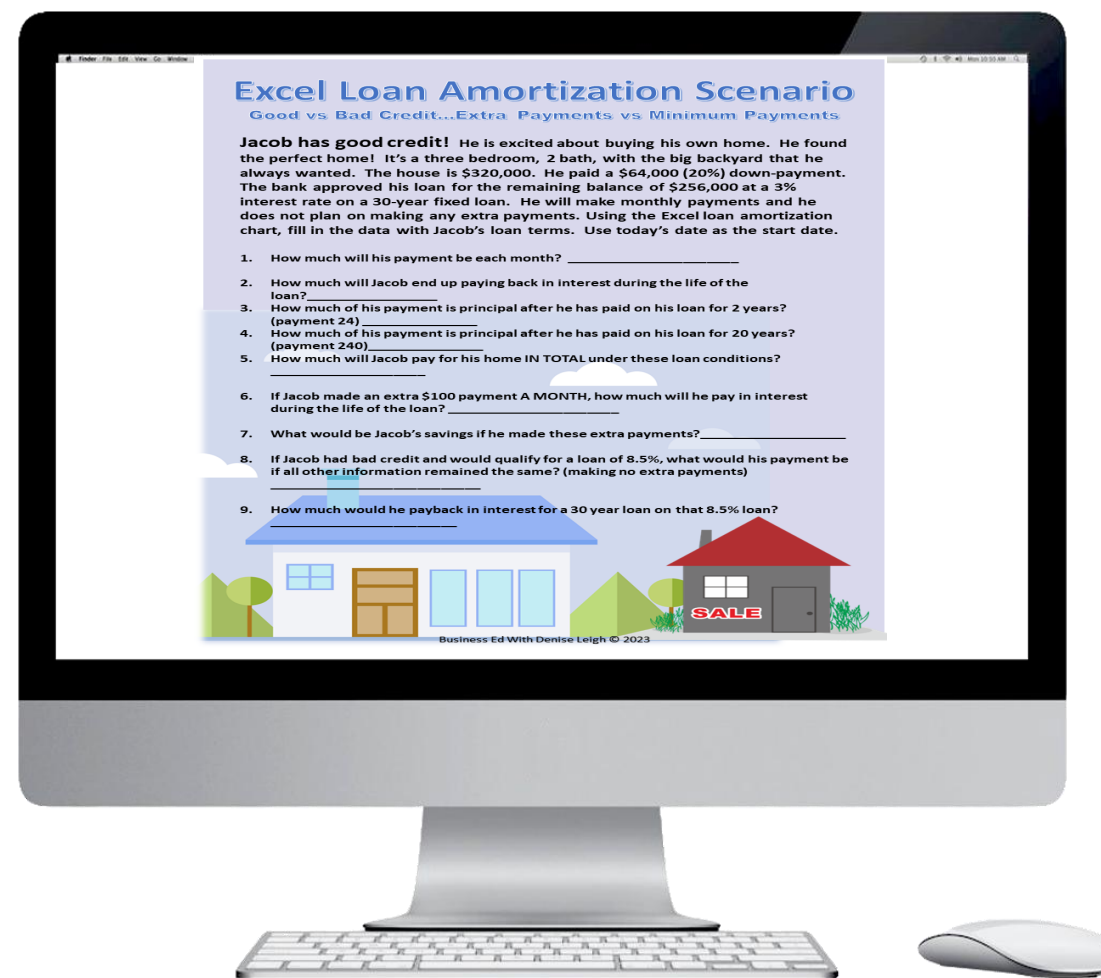 Finder File Edit View Go Window
Mon 10:50 AM
Excel Loan Amortization Scenario
Good vs Bad Credit...Extra Payments vs Minimum Payments
Jacob has good credit! He is excited about buying his own home. He found
the perfect home! It's a three bedroom, 2 bath, with the big backyard that he
always wanted. The house is $320,000. He paid a $64,000 (20%) down-payment.
The bank approved his loan for the remaining balance of $256,000 at a 3%
interest rate on a 30-year fixed loan. He will make monthly payments and he
does not plan on making any extra payments. Using the Excel loan amortization
chart, fill in the data with Jacob's loan terms. Use today's date as the start date.
1. How much will his payment be each month? ______________________
2. How much will Jacob end up paying back in interest during the life of the
loan?_________________
3. How much of his payment is principal after he has paid on his loan for 2 years?
(payment 24) _______________
4. How much of his payment is principal after he has paid on his loan for 20 years?
(payment 240)_______________
5. How much will Jacob pay for his home IN TOTAL under these loan conditions?
____________________
6. If Jacob made an extra $100 payment A MONTH, how much will he pay in interest
during the life of the loan? ______________________
7. What would be Jacob's savings if he made these extra payments?___________________
8. If Jacob had bad credit and would qualify for a loan of 8.5%, what would his payment be
if all other information remained the same? (making no extra payments)
___________________________
9. How much would he payback in interest for a 30 year loan on that 8.5% loan?
________________________
SALE
Business Ed With Denise Leigh © 2023